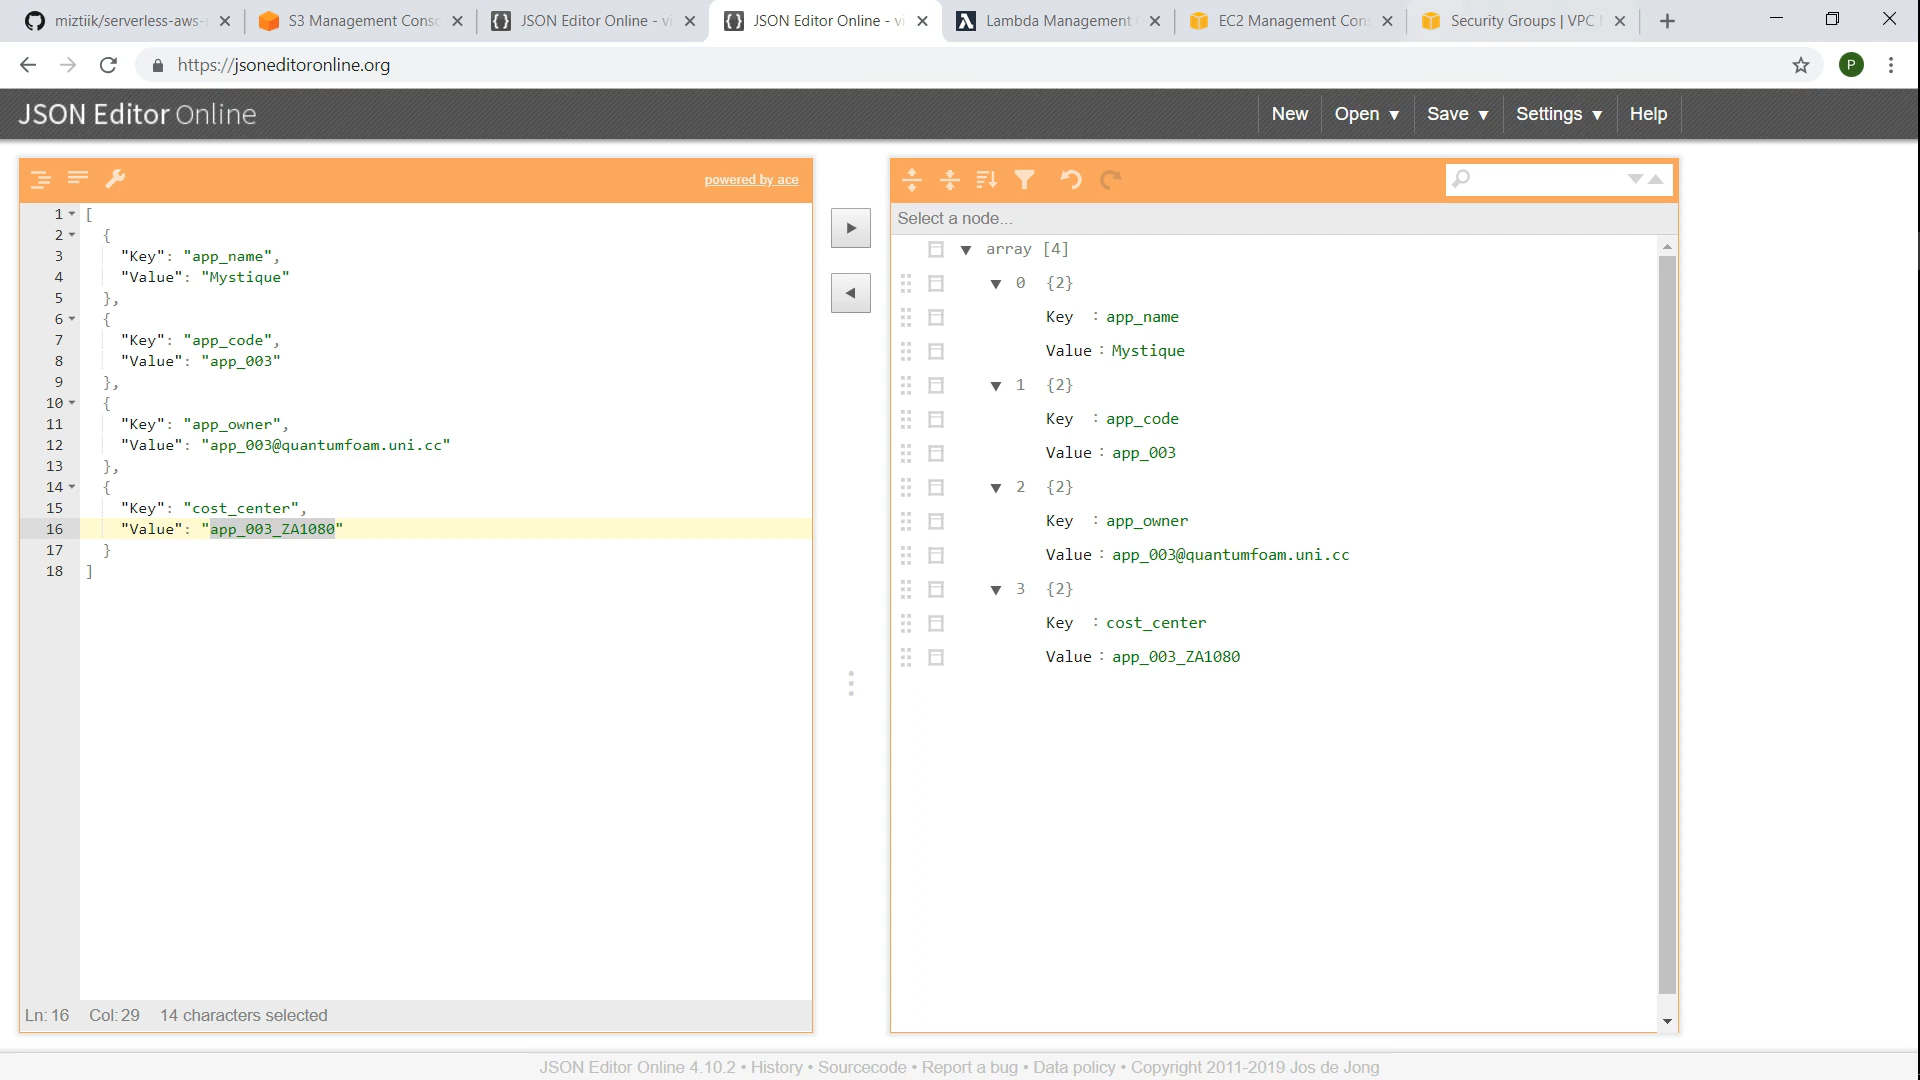 miztiik/serverless-aws-
S3 Management Cons
JSON Editor Online - vi
JSON Editor Online - vi
Lambda Management
EC2 Management Con
Security Groups | VPC
https://jsoneditoronline.org
P
JSON Editor Online
New
Open ▼
Save ▼
Settings ▼
Help
powered by ace
1 [
2 {
3 "Key": "app_name",
4 "Value": "Mystique"
5 },
6 {
7 "Key": "app_code",
8 "Value": "app_003"
9 },
10 {
11 "Key": "app_owner",
12 "Value": "app_003@quantumfoam.uni.cc"
13 },
14 {
15 "Key": "cost_center",
16 "Value": "app_003_ZA1080"
17 }
18 ]
Ln: 16 Col: 29 14 characters selected
Select a node...
▼ array [4]
▼ 0 {2}
Key : app_name
Value : Mystique
▼ 1 {2}
Key : app_code
Value : app_003
▼ 2 {2}
Key : app_owner
Value : app_003@quantumfoam.uni.cc
▼ 3 {2}
Key : cost_center
Value : app_003_ZA1080
JSON Editor Online 4.10.2 • History • Sourcecode • Report a bug • Data policy • Copyright 2011-2019 Jos de Jong